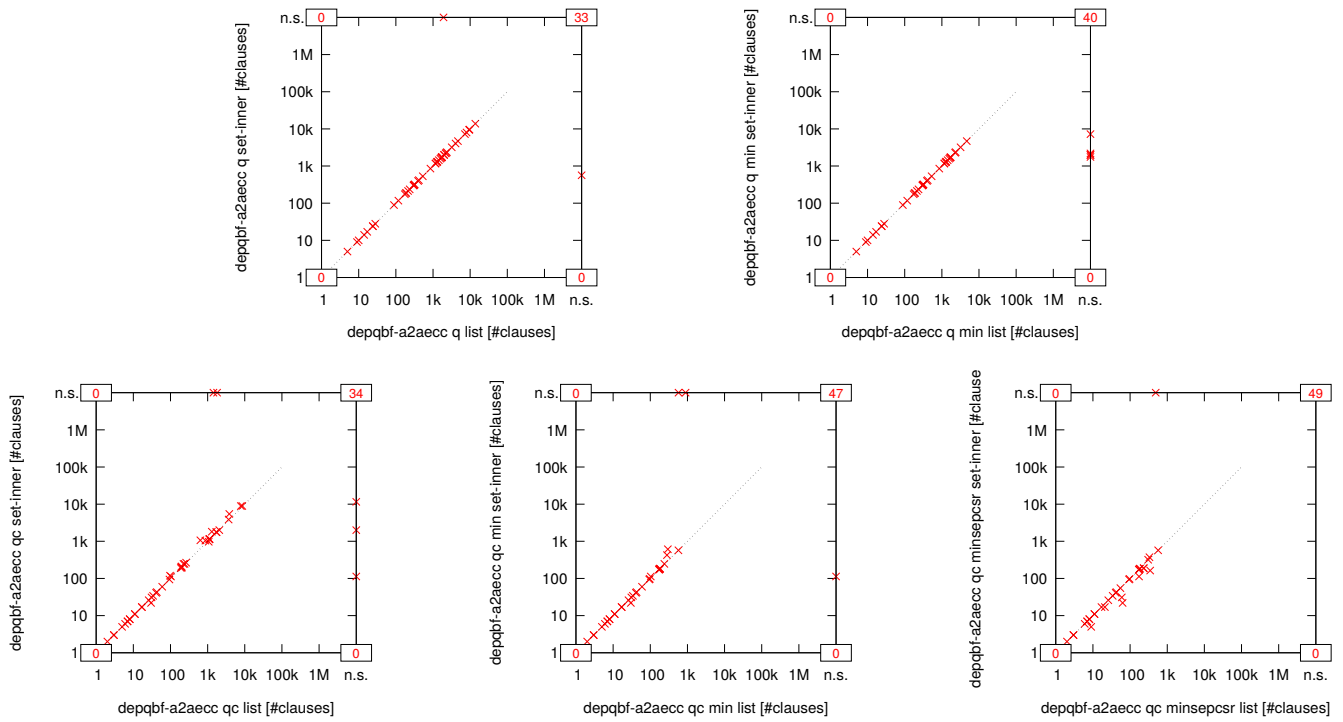 n.s. 0 33
1M
100k
10k
1k
100
10
1 0 0
1 10 100 1k 10k 100k 1M n.s.
depqbf-a2aecc q set-inner [#clauses]
depqbf-a2aecc q list [#clauses]
n.s. 0 40
1M
100k
10k
1k
100
10
1 0 0
1 10 100 1k 10k 100k 1M n.s.
depqbf-a2aecc q min set-inner [#clauses]
depqbf-a2aecc q min list [#clauses]
n.s. 0 34
1M
100k
10k
1k
100
10
1 0 0
1 10 100 1k 10k 100k 1M n.s.
depqbf-a2aecc qc set-inner [#clauses]
depqbf-a2aecc qc list [#clauses]
n.s. 0 47
1M
100k
10k
1k
100
10
1 0 0
1 10 100 1k 10k 100k 1M n.s.
depqbf-a2aecc qc min set-inner [#clauses]
depqbf-a2aecc qc min list [#clauses]
n.s. 0 49
1M
100k
10k
1k
100
10
1 0 0
1 10 100 1k 10k 100k 1M n.s.
depqbf-a2aecc qc minsepcsr set-inner [#clause
depqbf-a2aecc qc minsepcsr list [#clauses]